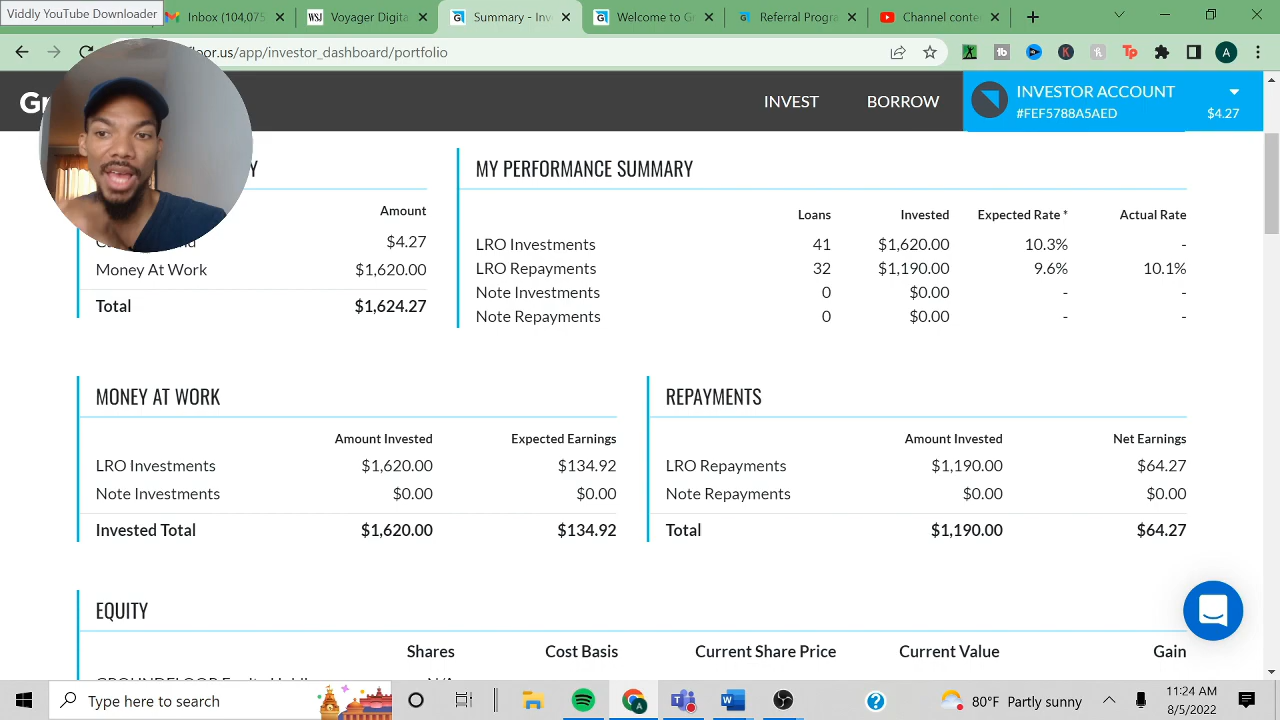 Viddly YouTube Downloader
Inbox (104,075
Voyager Digita
Summary - Inv
Welcome to Gr
Referral Progra
Channel conte
floor.us/app/investor_dashboard/portfolio
Gr
INVEST
BORROW
INVESTOR ACCOUNT
#FEF5788A5AED
$4.27
Y
Amount
$4.27
Money At Work $1,620.00
Total $1,624.27
MY PERFORMANCE SUMMARY
Loans Invested Expected Rate * Actual Rate
LRO Investments 41 $1,620.00 10.3% -
LRO Repayments 32 $1,190.00 9.6% 10.1%
Note Investments 0 $0.00 - -
Note Repayments 0 $0.00 - -
MONEY AT WORK
Amount Invested Expected Earnings
LRO Investments $1,620.00 $134.92
Note Investments $0.00 $0.00
Invested Total $1,620.00 $134.92
REPAYMENTS
Amount Invested Net Earnings
LRO Repayments $1,190.00 $64.27
Note Repayments $0.00 $0.00
Total $1,190.00 $64.27
EQUITY
Shares Cost Basis Current Share Price Current Value Gain
Type here to search
80°F Partly sunny
11:24 AM
8/5/2022